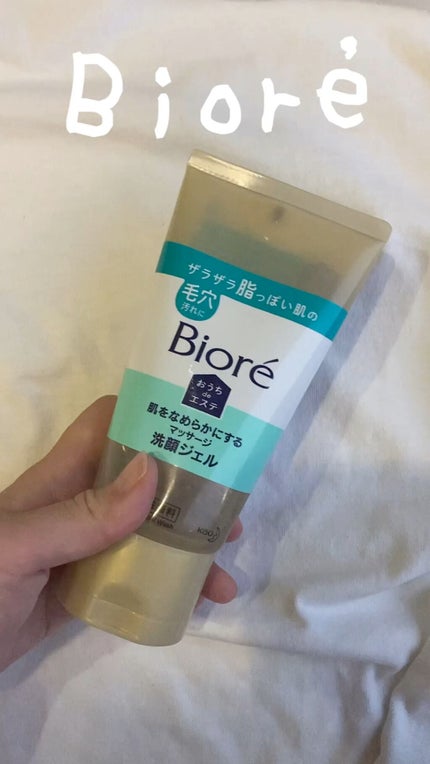 Bioré
ザラザラ脂っぽい肌の
毛穴
汚れに
Bioré
おうち
de
エステ
肌をなめらかにする
マッサージ
洗顔ジェル
Kao